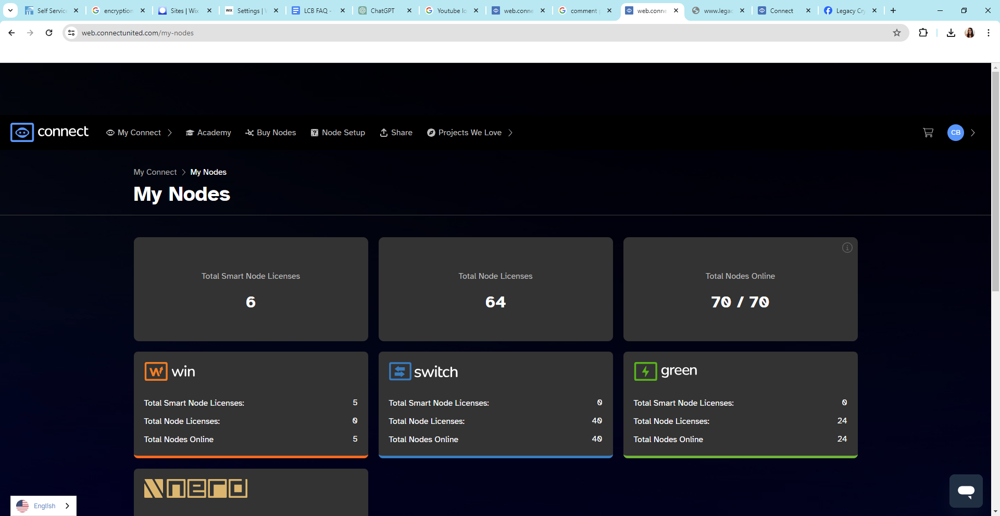 Self Service
encryption
Sites | Wix
WIX
Settings |
LCB FAQ -
ChatGPT
Youtube lo
web.conne
comment
web.conne
www.legac
Connect
Legacy Cry
web.connectunited.com/my-nodes
connect
My Connect
Academy
Buy Nodes
Node Setup
Share
Projects We Love
CB
My Connect
My Nodes
My Nodes
Total Smart Node Licenses
6
Total Node Licenses
64
Total Nodes Online
70 / 70
win
Total Smart Node Licenses: 5
Total Node Licenses: 0
Total Nodes Online 5
switch
Total Smart Node Licenses: 0
Total Node Licenses: 40
Total Nodes Online 40
green
Total Smart Node Licenses: 0
Total Node Licenses: 24
Total Nodes Online 24
nerd
English